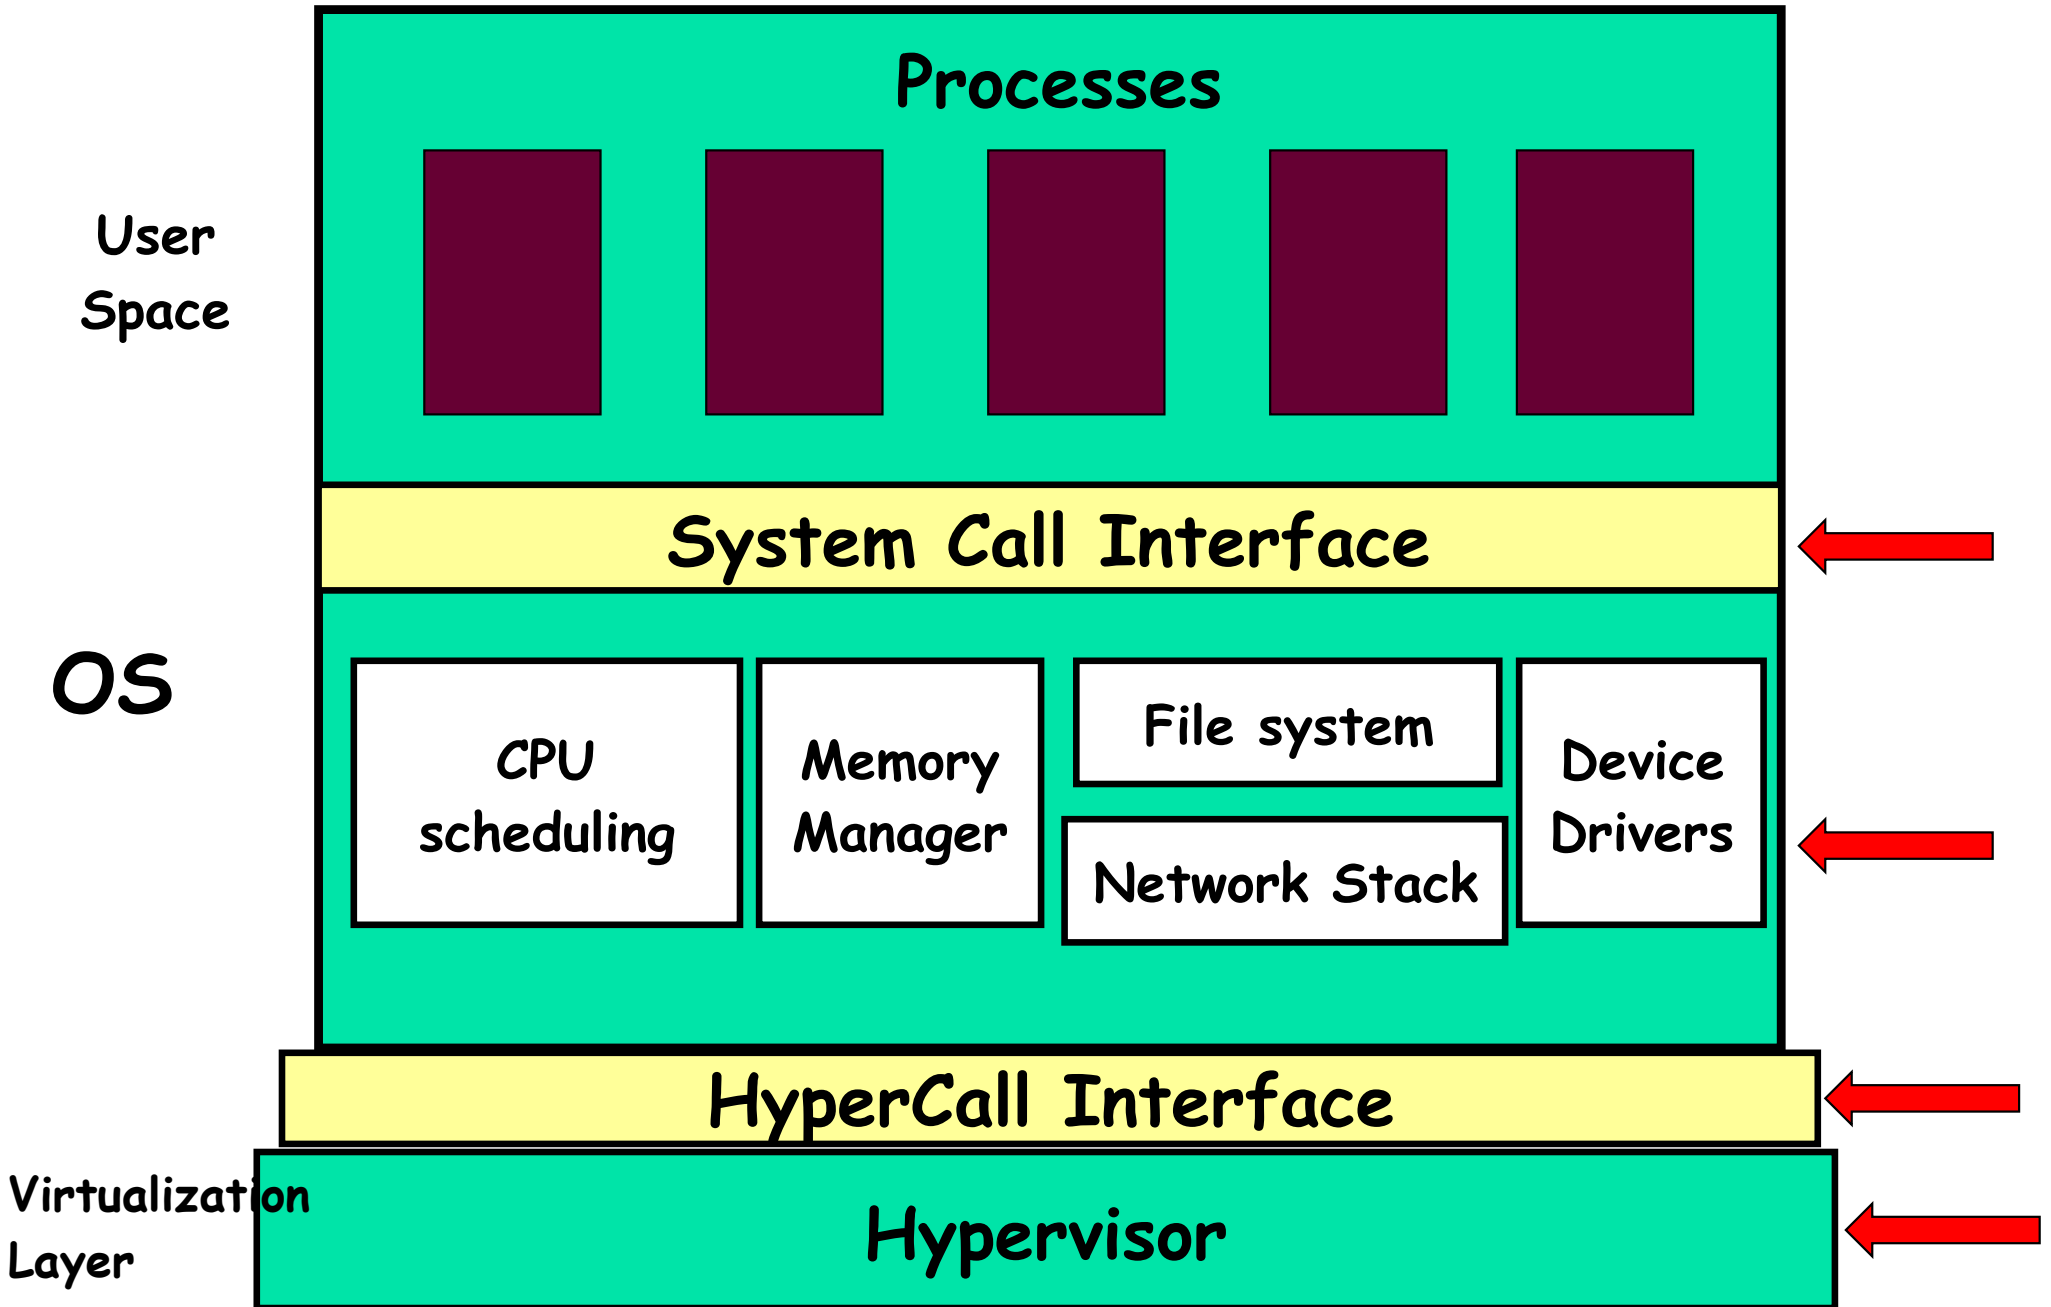 Processes
User
Space
System Call Interface
OS
CPU
scheduling
Memory
Manager
File system
Network Stack
Device
Drivers
HyperCall Interface
Virtualization
Layer
Hypervisor